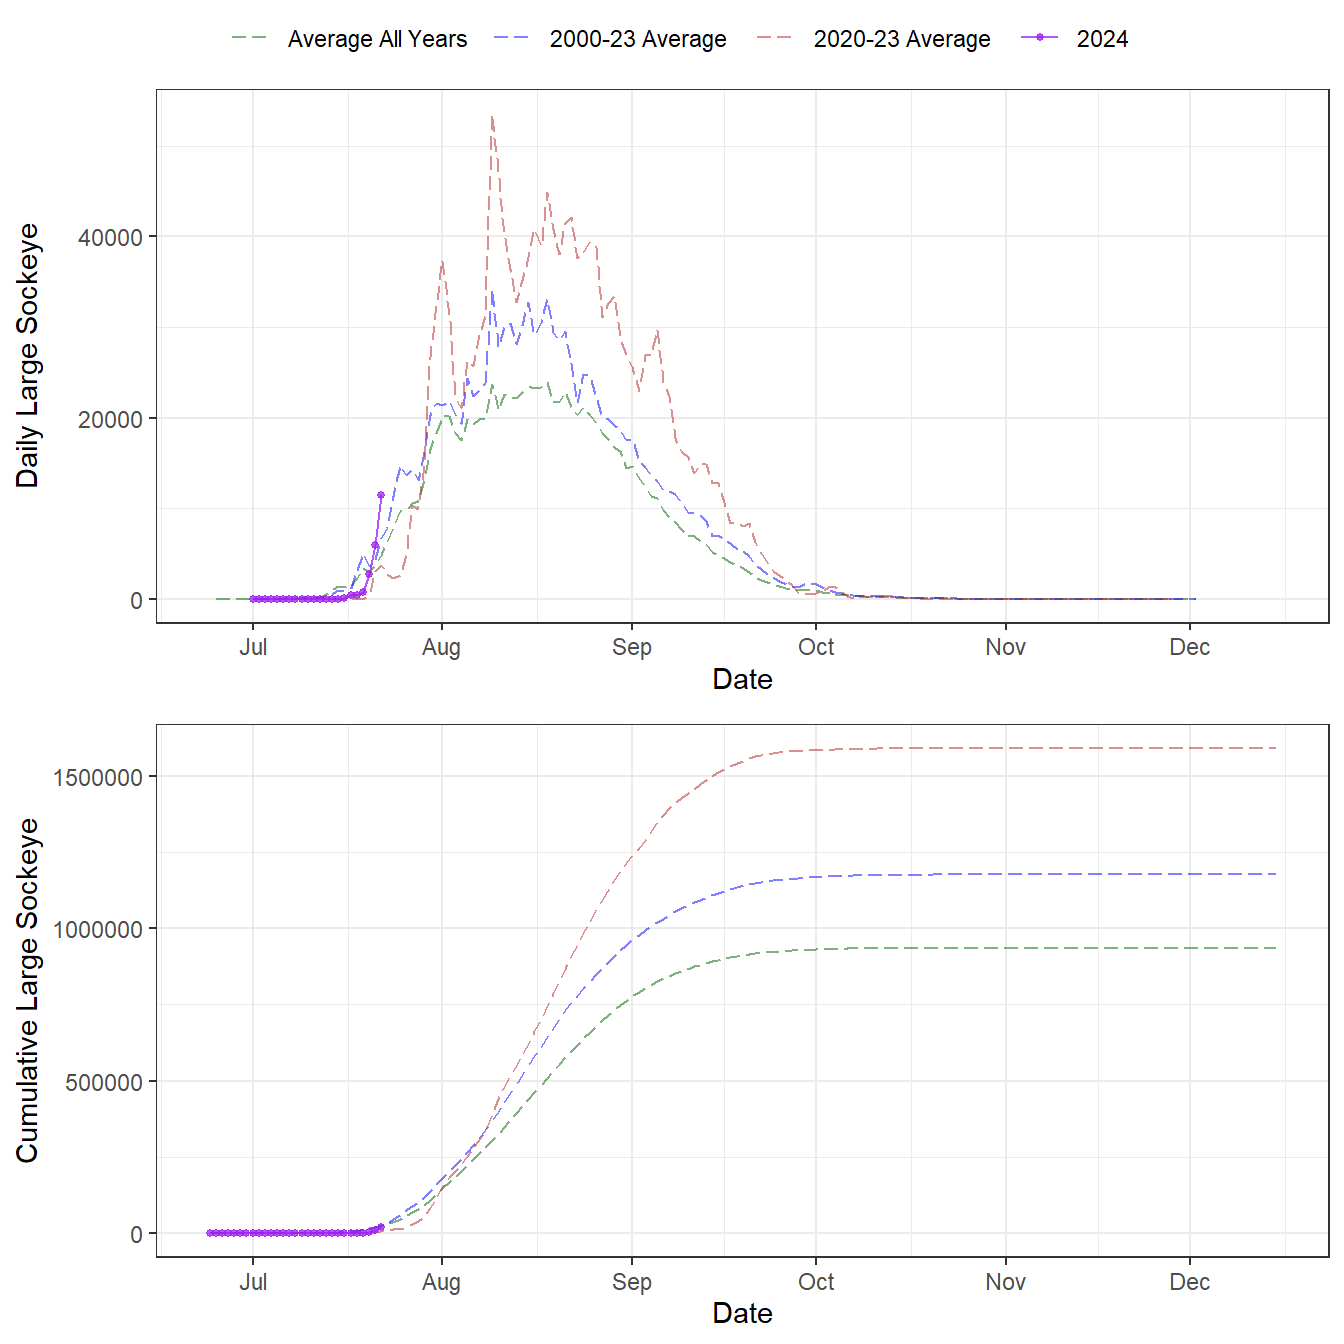 Average All Years 2000-23 Average 2020-23 Average 2024
Daily Large Sockeye
40000
20000
0
Jul Aug Sep Oct Nov Dec
Date
Cumulative Large Sockeye
1500000
1000000
500000
0
Jul Aug Sep Oct Nov Dec
Date